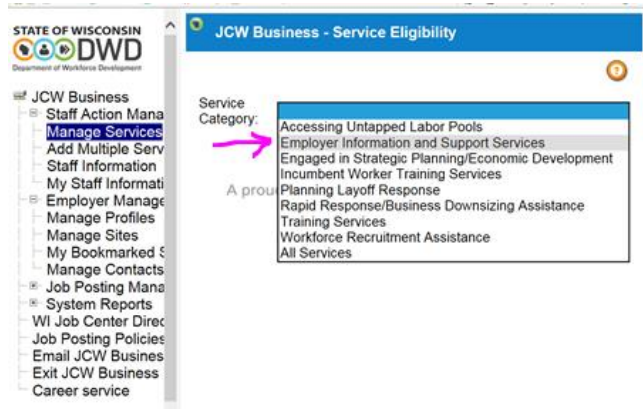 STATE OF WISCONSIN
DWD
Department of Workforce Development
JCW Business
Staff Action Mana
Manage Services
Add Multiple Serv
Staff Information
My Staff Informati
Employer Manage
Manage Profiles
Manage Sites
My Bookmarked S
Manage Contacts
Job Posting Mana
System Reports
WI Job Center Direc
Job Posting Policies
Email JCW Busines
Exit JCW Business
Career service
JCW Business - Service Eligibility
?
Service
Category:
Accessing Untapped Labor Pools
Employer Information and Support Services
Engaged in Strategic Planning/Economic Development
Incumbent Worker Training Services
A prou
Planning Layoff Response
Rapid Response/Business Downsizing Assistance
Training Services
Workforce Recruitment Assistance
All Services